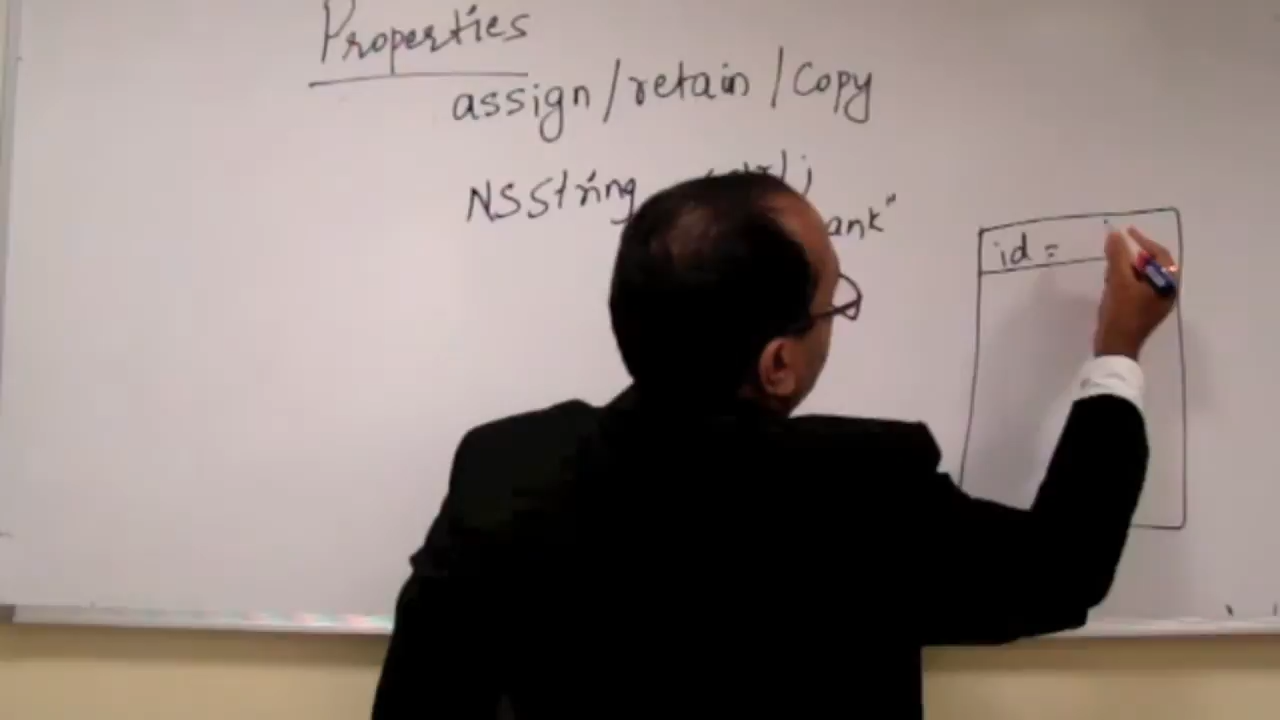 Properties
assign/retain/copy
NSString
ank"
id =